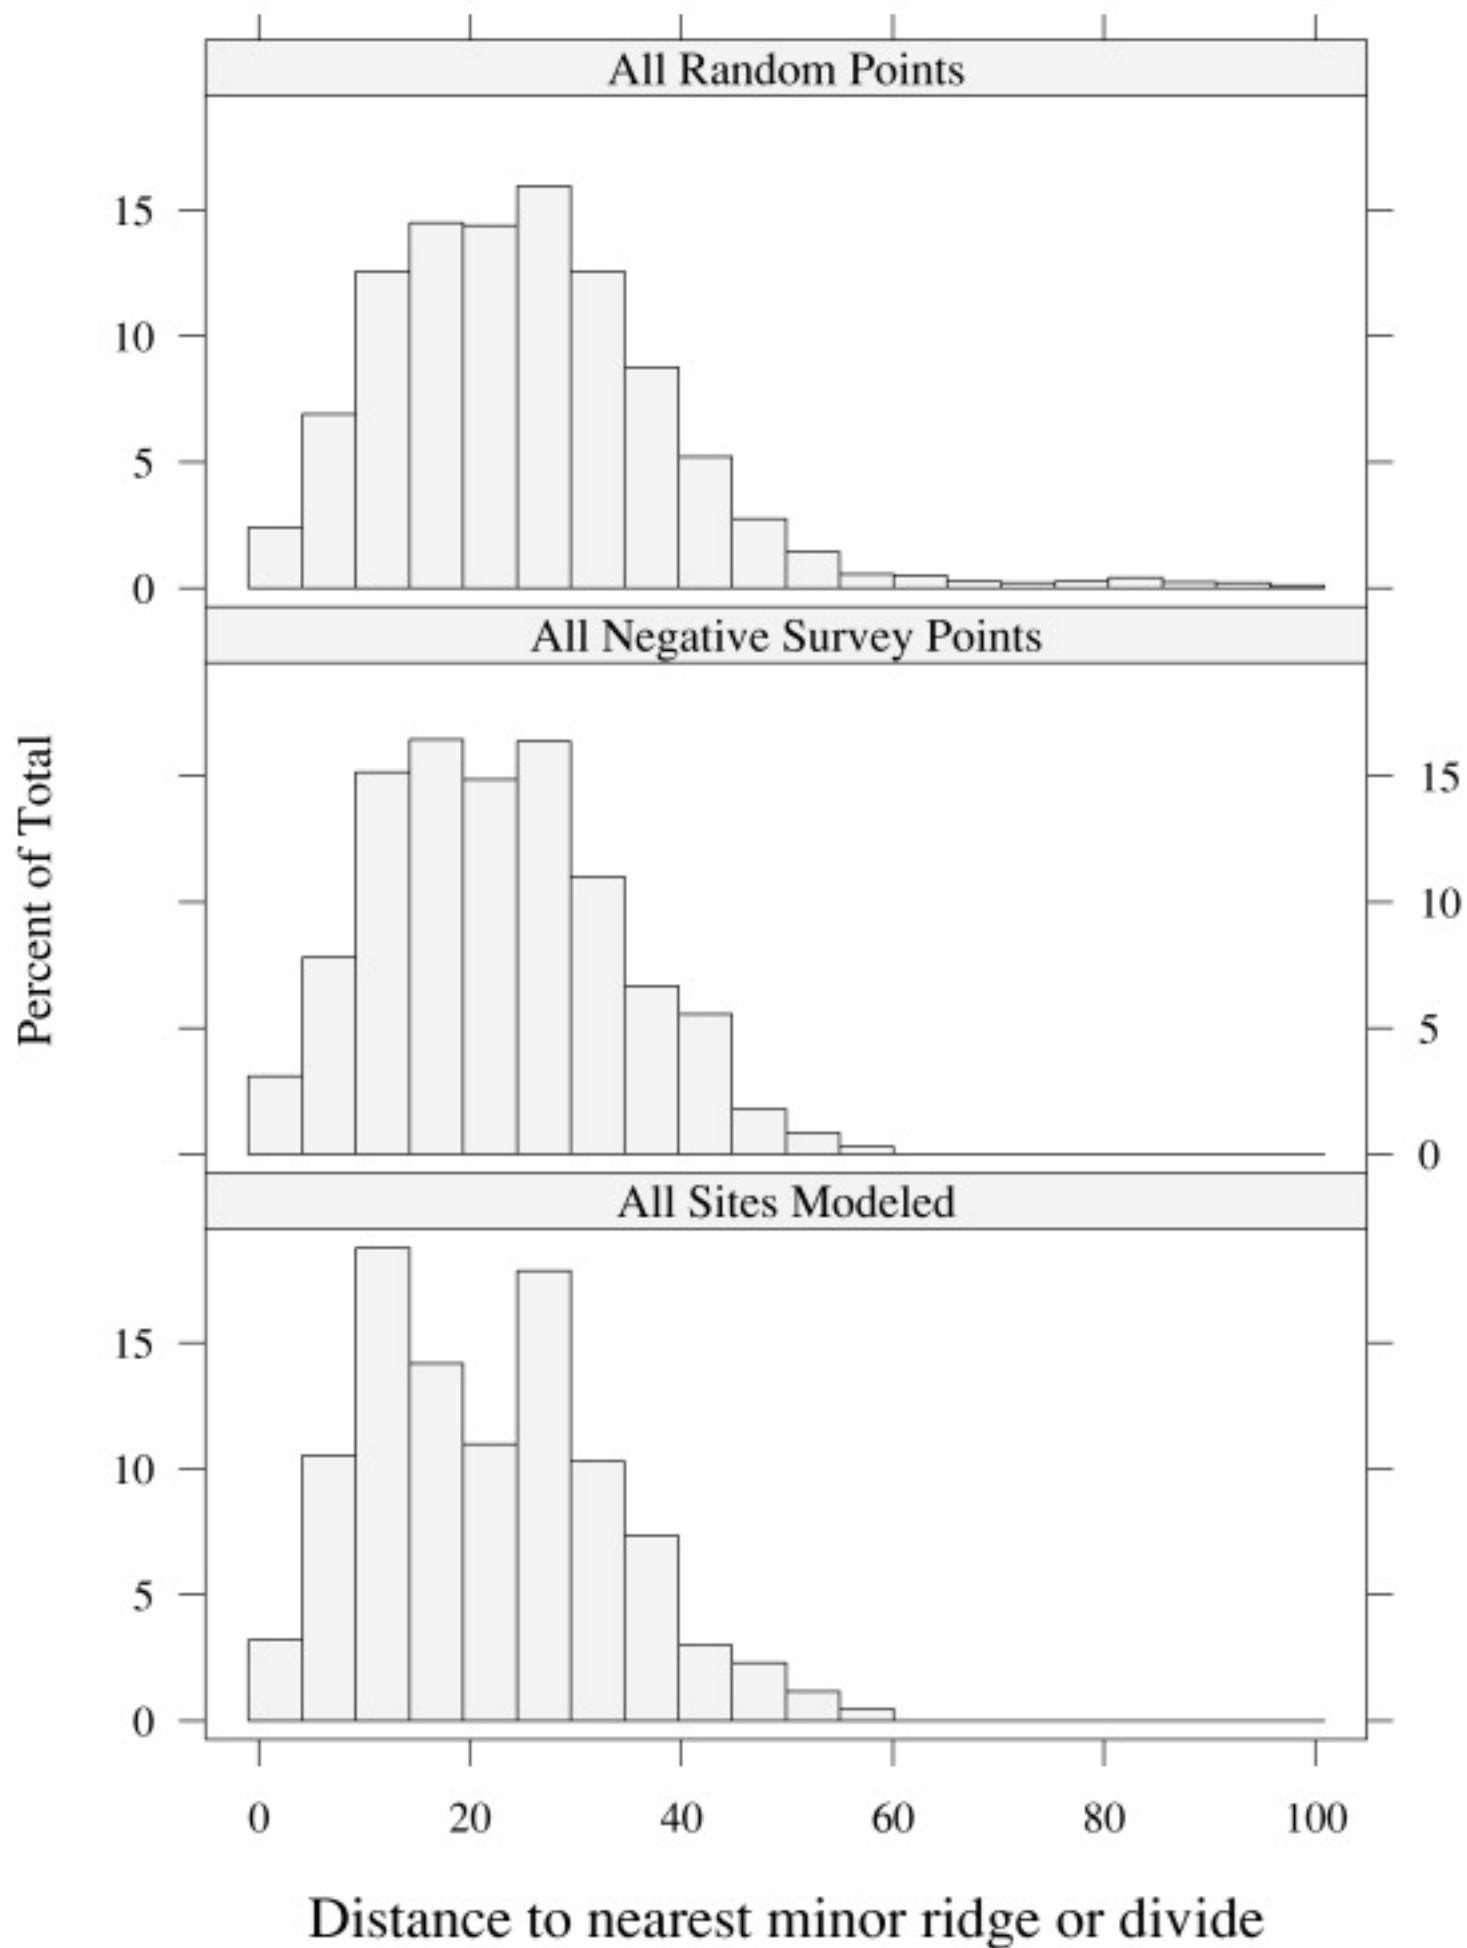 All Random Points
15
10
5
0
All Negative Survey Points
15
10
5
0
All Sites Modeled
15
10
5
0
Percent of Total
0 20 40 60 80 100
Distance to nearest minor ridge or divide